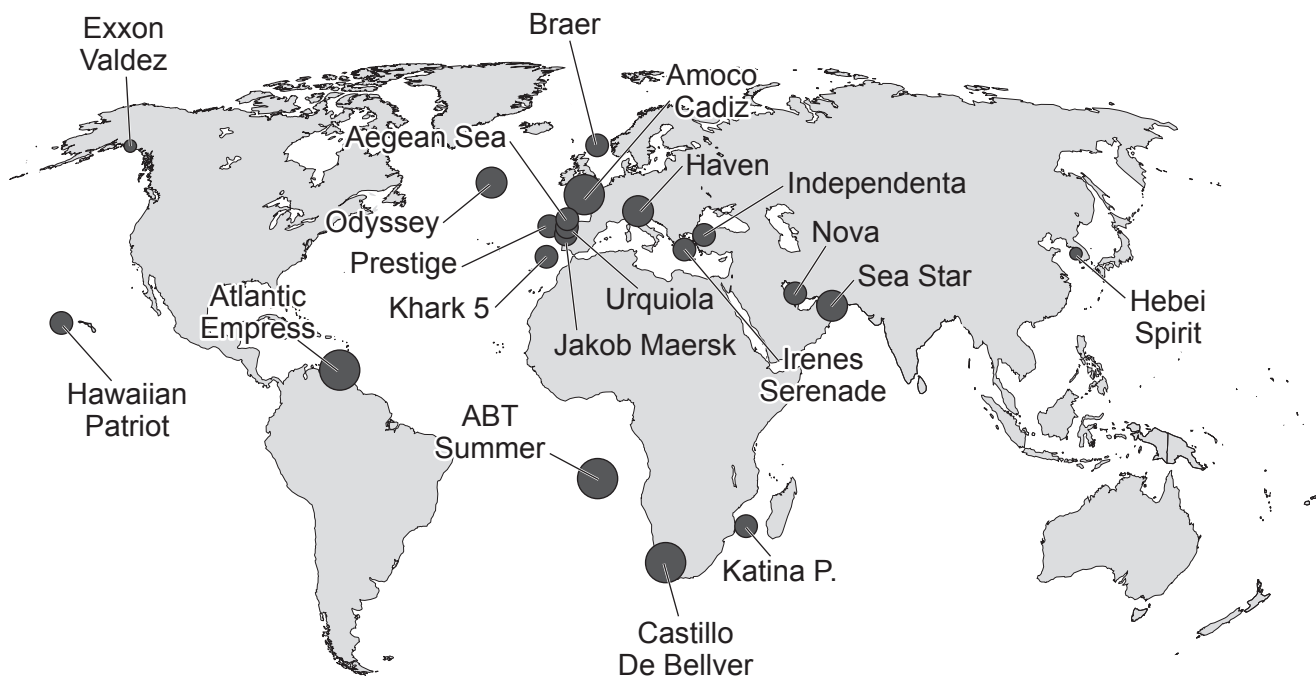 Exxon
Valdez
Braer
Amoco
Cadiz
Aegean Sea
Haven
Independenta
Odyssey
Nova
Prestige
Sea Star
Khark 5
Urquiola
Atlantic
Empress
Hebei
Spirit
Jakob Maersk
Irenes
Serenade
Hawaiian
Patriot
ABT
Summer
Katina P.
Castillo
De Bellver